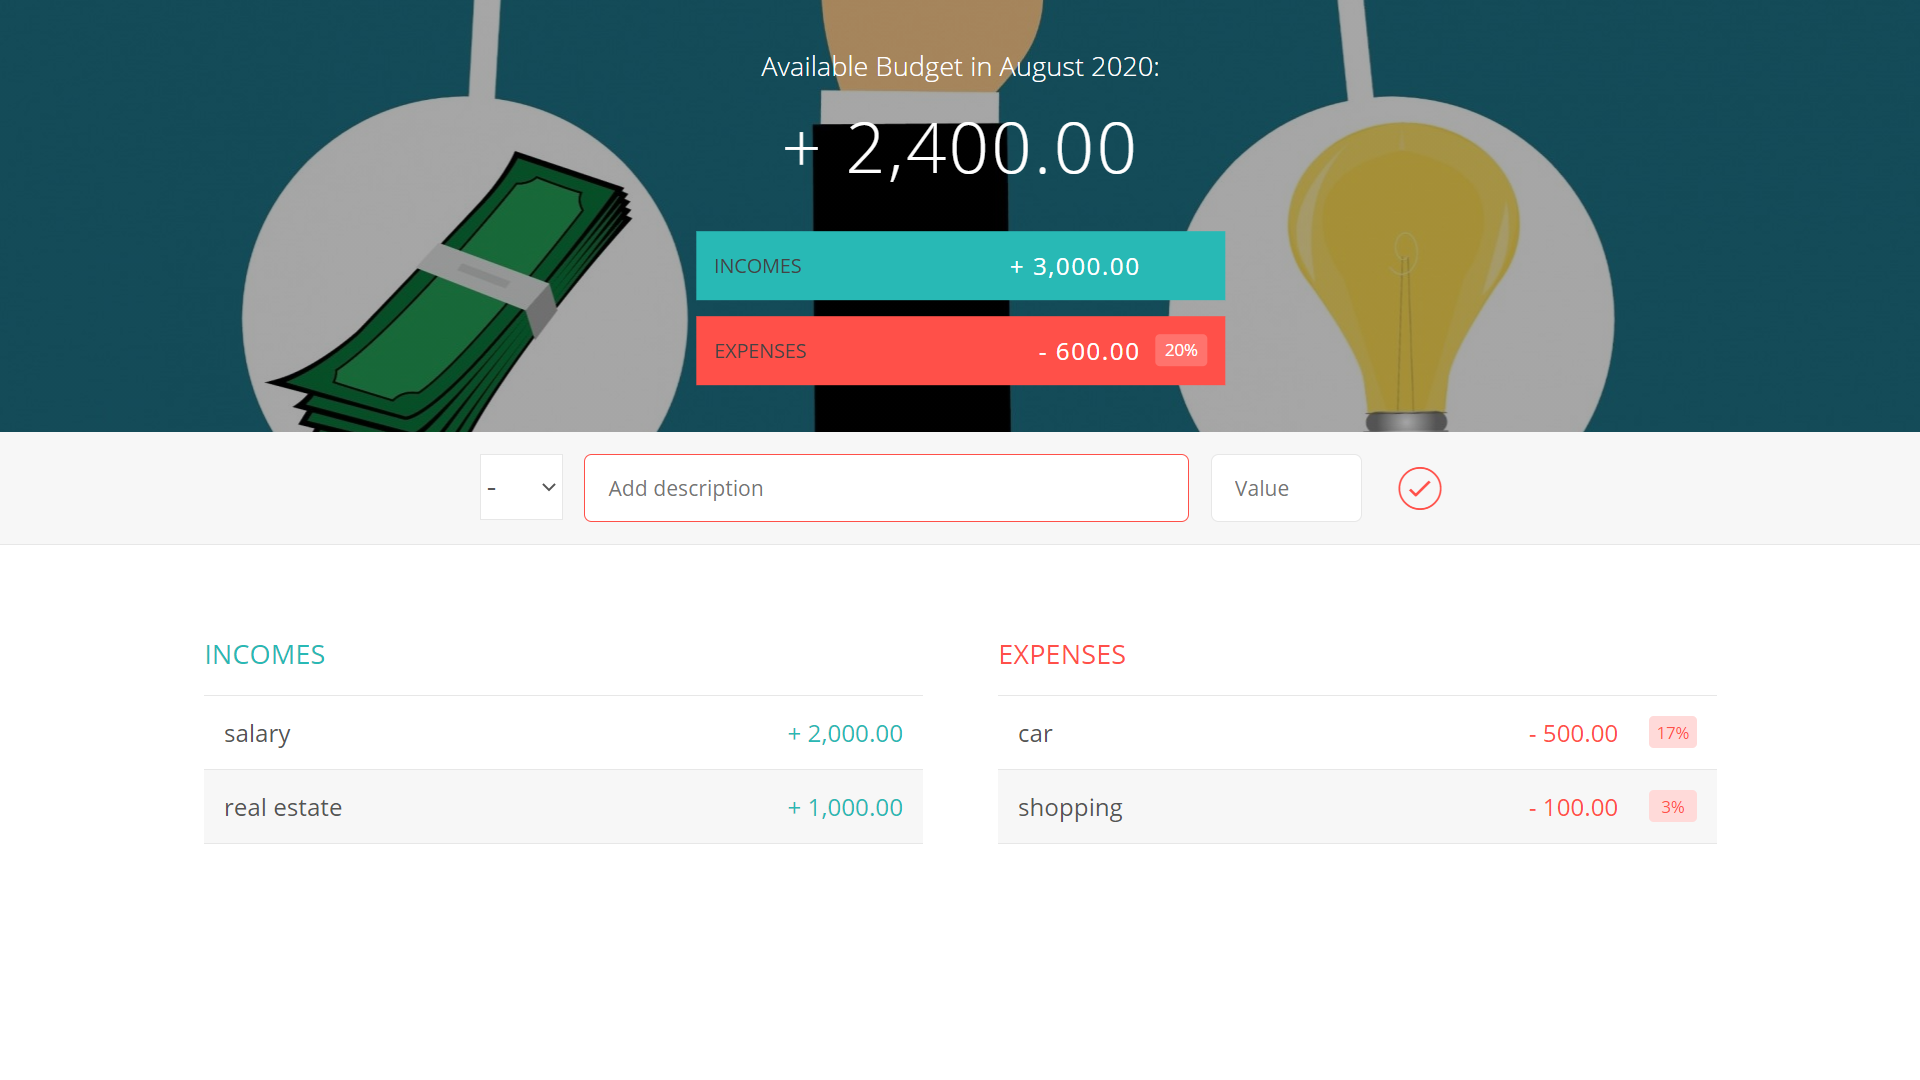 Available Budget in August 2020:
+ 2,400.00
INCOMES + 3,000.00
EXPENSES - 600.00 20%
- Add description Value
INCOMES
salary + 2,000.00
real estate + 1,000.00
EXPENSES
car - 500.00 17%
shopping - 100.00 3%